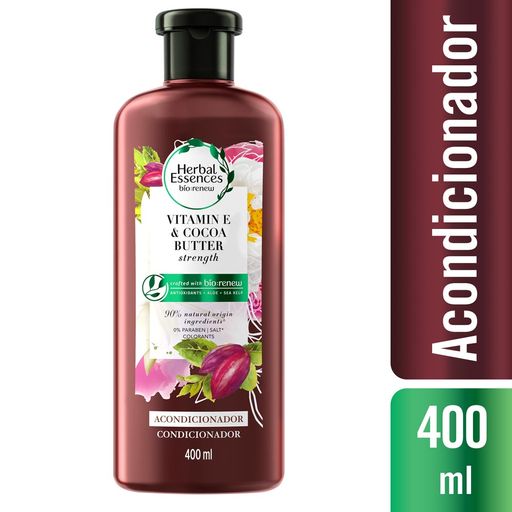 Herbal
Essences
bio:renew
VITAMIN E
& COCOA
BUTTER
strength
crafted with bio:renew
ANTIOXIDANTS + ALOE + SEA KELP
90% natural origin
ingredients*
0% PARABEN | SALT*
COLORANTS
ACONDICIONADOR
CONDICIONADOR
400 ml
Acondicionador
400
ml